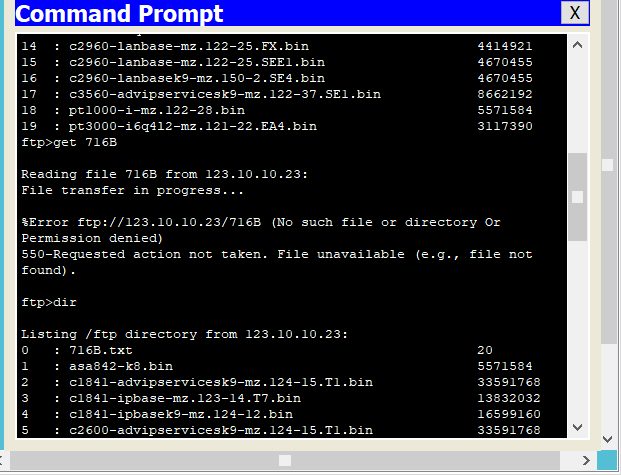 Command Prompt X
14 : c2960-lanbase-mz.122-25.FX.bin 4414921
15 : c2960-lanbase-mz.122-25.SEE1.bin 4670455
16 : c2960-lanbasek9-mz.150-2.SE4.bin 4670455
17 : c3560-advipservicesk9-mz.122-37.SE1.bin 8662192
18 : pt1000-i-mz.122-28.bin 5571584
19 : pt3000-i6q4l2-mz.121-22.EA4.bin 3117390
ftp>get 716B
Reading file 716B from 123.10.10.23:
File transfer in progress...
%Error ftp://123.10.10.23/716B (No such file or directory Or
Permission denied)
550-Requested action not taken. File unavailable (e.g., file not
found).
ftp>dir
Listing /ftp directory from 123.10.10.23:
0 : 716B.txt 20
1 : asa842-k8.bin 5571584
2 : c1841-advipservicesk9-mz.124-15.T1.bin 33591768
3 : c1841-ipbase-mz.123-14.T7.bin 13832032
4 : c1841-ipbasek9-mz.124-12.bin 16599160
5 : c2600-advipservicesk9-mz.124-15.T1.bin 33591768